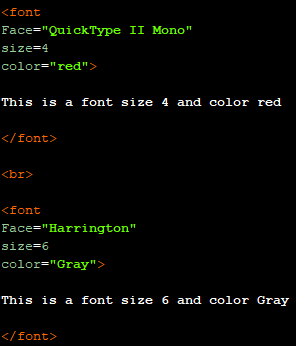 <font
Face="QuickType II Mono"
size=4
color="red">
This is a font size 4 and color red
</font>
<br>
<font
Face="Harrington"
size=6
color="Gray">
This is a font size 6 and color Gray
</font>